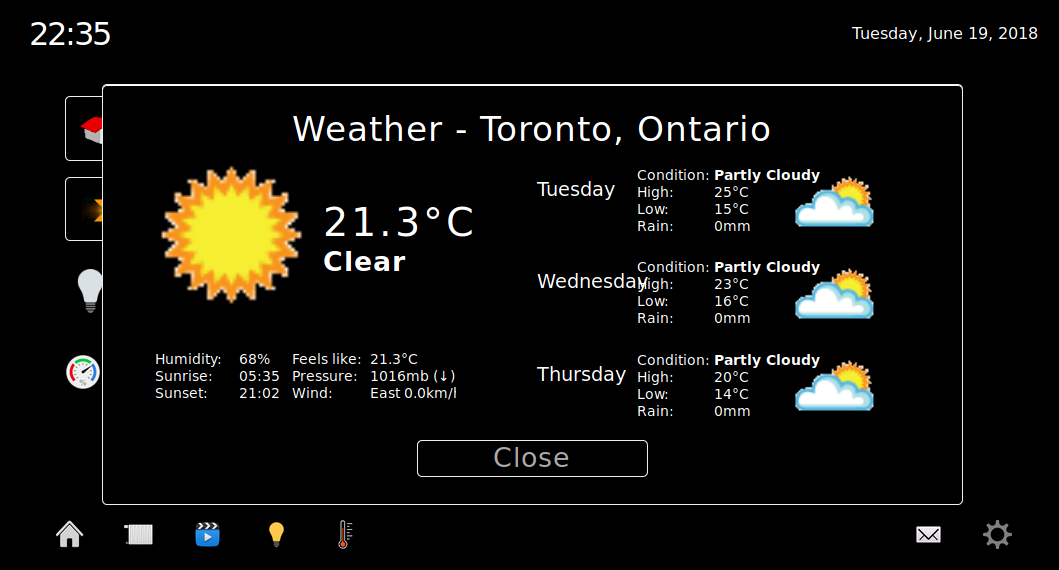 22:35
Tuesday, June 19, 2018
Weather - Toronto, Ontario
21.3°C
Clear
Humidity: 68% Feels like: 21.3°C
Sunrise: 05:35 Pressure: 1016mb (↓)
Sunset: 21:02 Wind: East 0.0km/l
Tuesday
Condition: Partly Cloudy
High: 25°C
Low: 15°C
Rain: 0mm
Wednesday
Condition: Partly Cloudy
High: 23°C
Low: 16°C
Rain: 0mm
Thursday
Condition: Partly Cloudy
High: 20°C
Low: 14°C
Rain: 0mm
Close